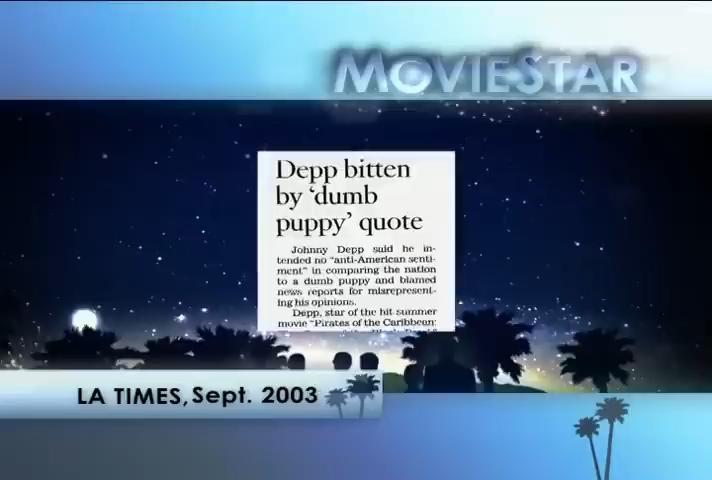 MOVIESTAR
Depp bitten
by ‘dumb
puppy’ quote
Johnny Depp said he in-
tended no "anti-American senti-
ment" in comparing the nation
to a dumb puppy and blamed
news reports for misrepresent-
ing his opinions.
Depp, star of the hit summer
movie "Pirates of the Caribbean:
LA TIMES, Sept. 2003